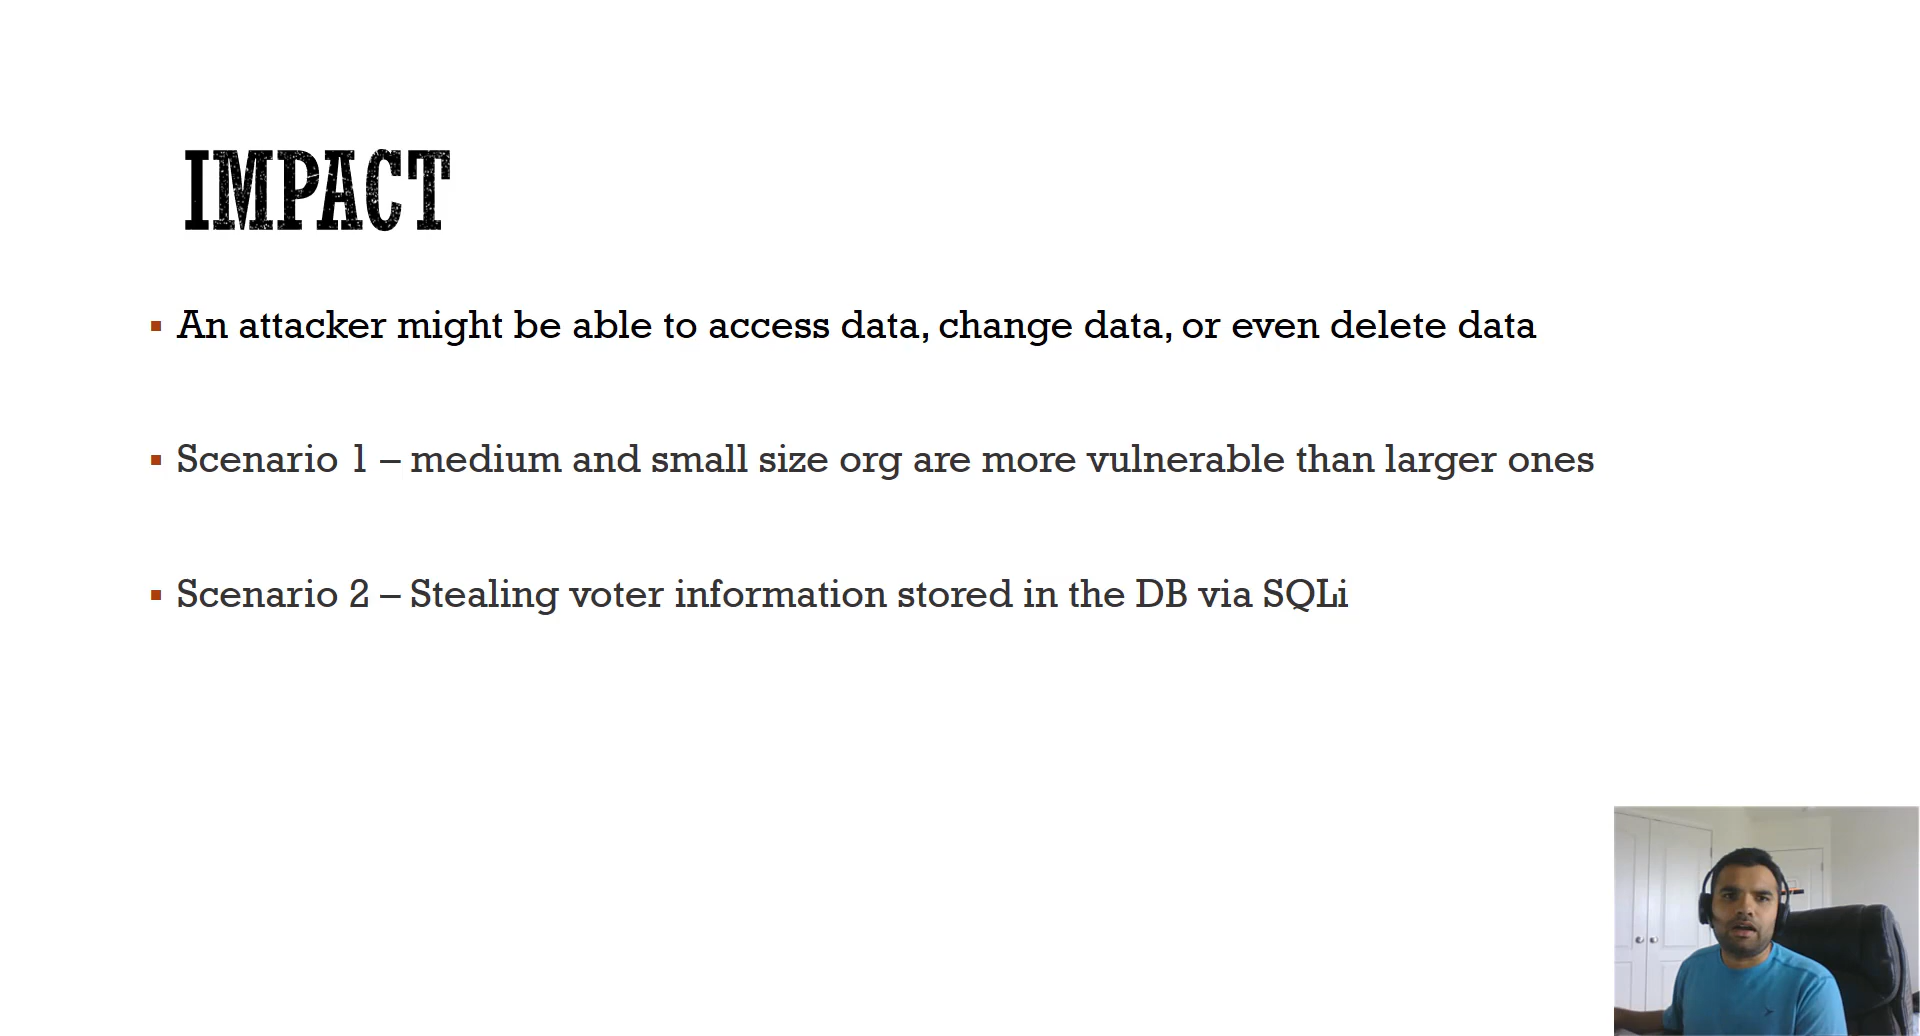 IMPACT
An attacker might be able to access data, change data, or even delete data
Scenario 1 – medium and small size org are more vulnerable than larger ones
Scenario 2 – Stealing voter information stored in the DB via SQLi